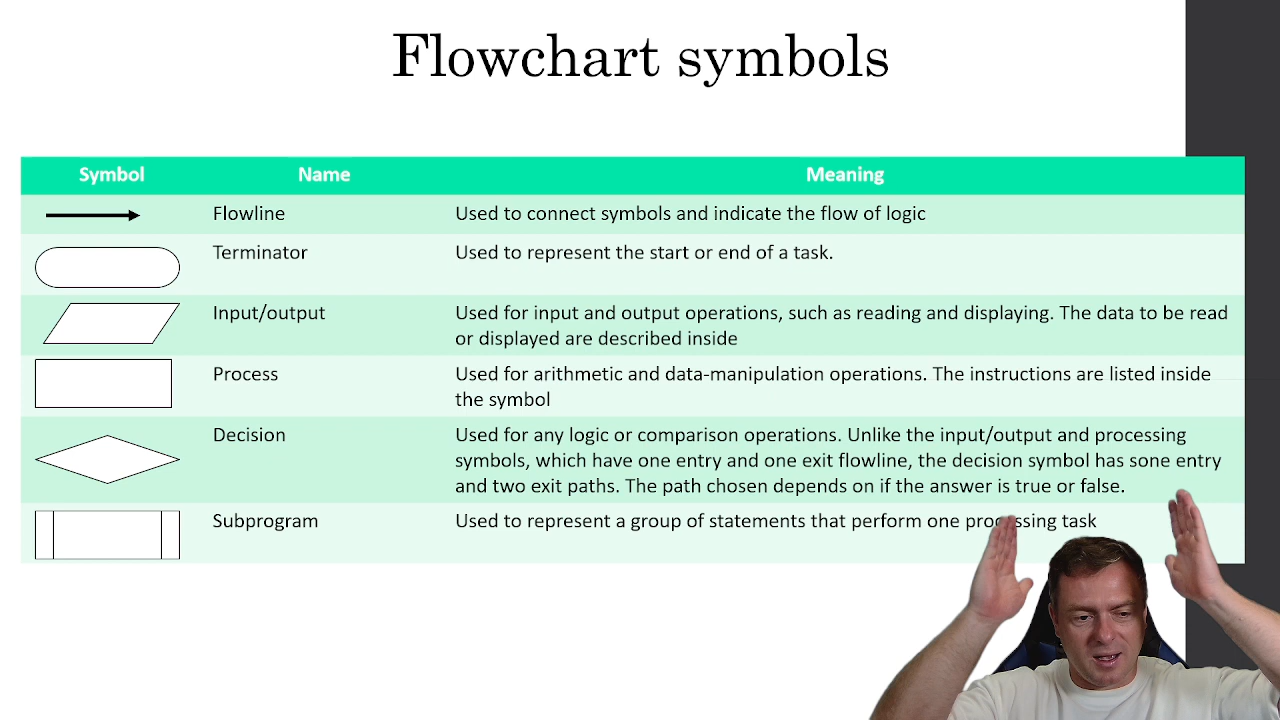 Flowchart symbols
Symbol Name Meaning
Flowline Used to connect symbols and indicate the flow of logic
Terminator Used to represent the start or end of a task.
Input/output Used for input and output operations, such as reading and displaying. The data to be read
or displayed are described inside
Process Used for arithmetic and data-manipulation operations. The instructions are listed inside
the symbol
Decision Used for any logic or comparison operations. Unlike the input/output and processing
symbols, which have one entry and one exit flowline, the decision symbol has sone entry
and two exit paths. The path chosen depends on if the answer is true or false.
Subprogram Used to represent a group of statements that perform one processing task